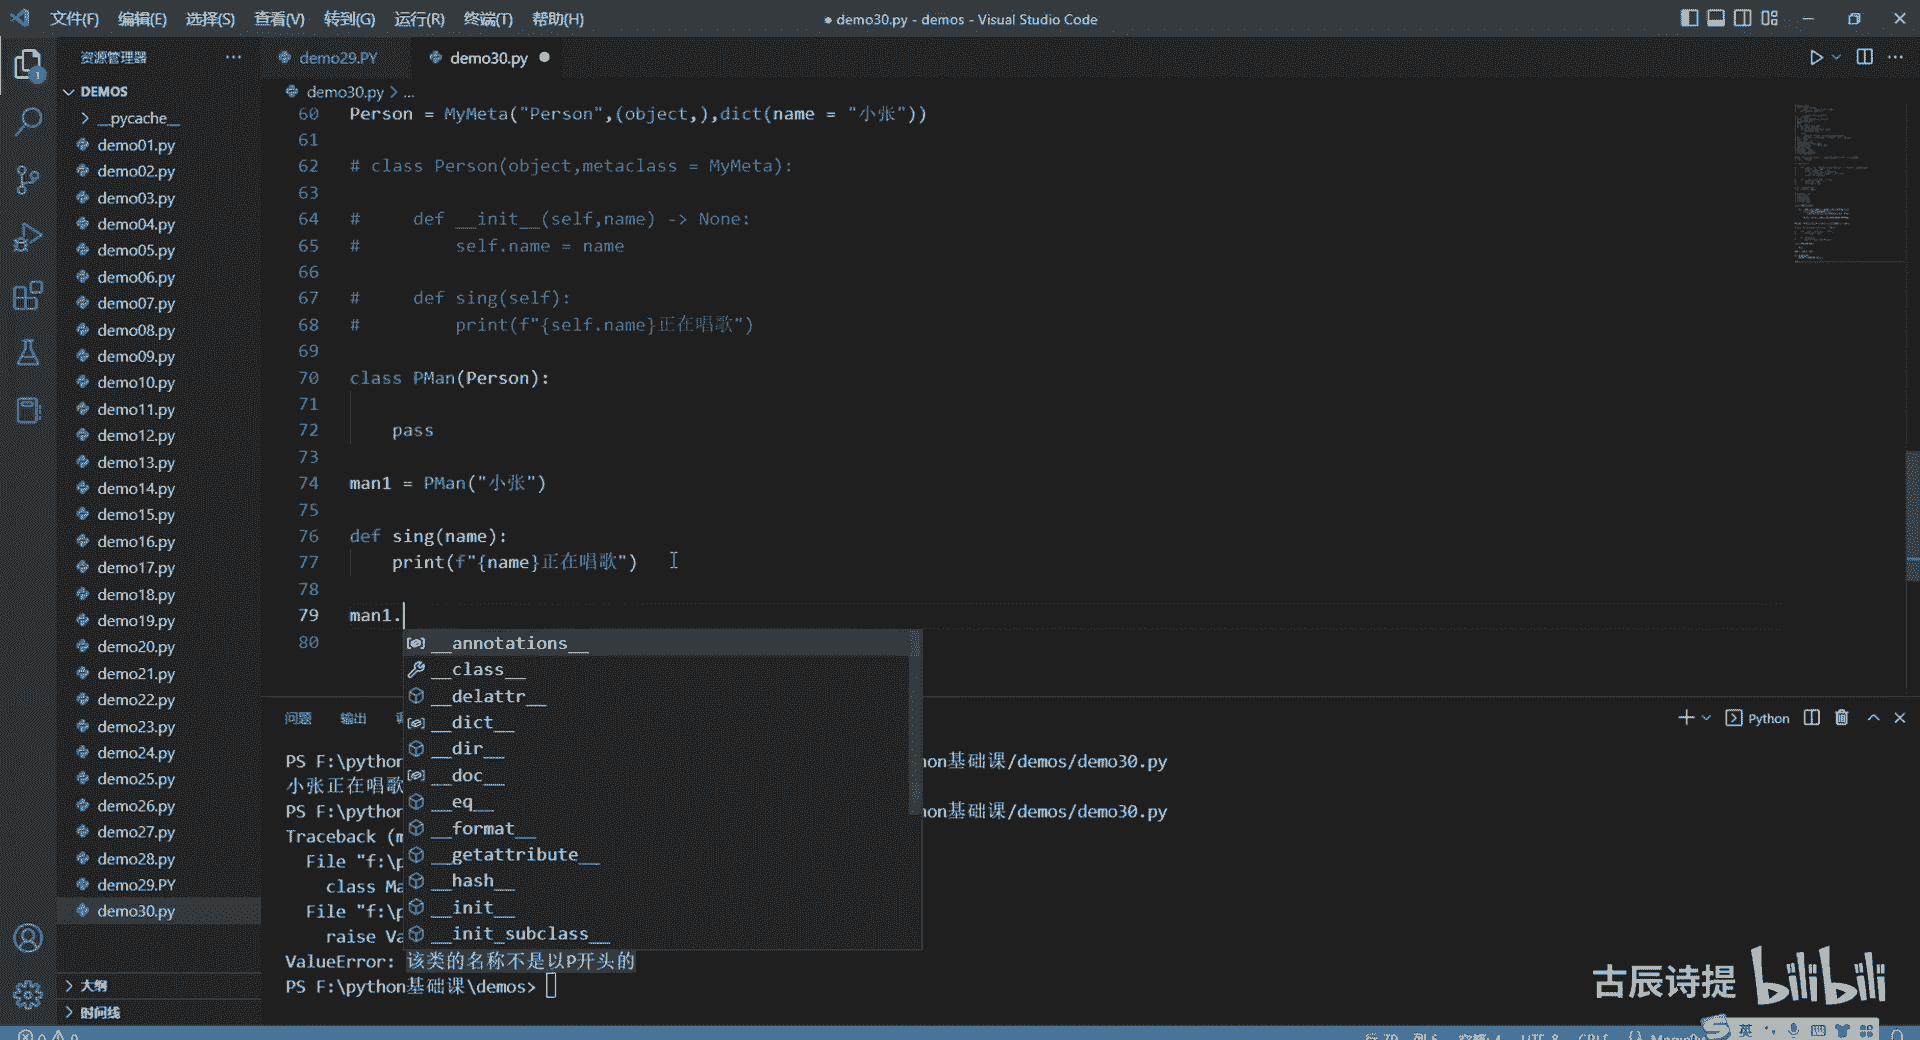 文件(F) 编辑(E) 选择(S) 查看(V) 转到(G) 运行(R) 终端(T) 帮助(H)
● demo30.py - demos - Visual Studio Code
资源管理器
demo29.PY
demo30.py
DEMOS
demo30.py > ...
__pycache__
demo01.py
demo02.py
demo03.py
demo04.py
demo05.py
demo06.py
demo07.py
demo08.py
demo09.py
demo10.py
demo11.py
demo12.py
demo13.py
demo14.py
demo15.py
demo16.py
demo17.py
demo18.py
demo19.py
demo20.py
demo21.py
demo22.py
demo23.py
demo24.py
demo25.py
demo26.py
demo27.py
demo28.py
demo29.PY
demo30.py
大纲
时间线
60 Person = MyMeta("Person",(object,),dict(name = "小张"))
61
62 # class Person(object,metaclass = MyMeta):
63
64 #     def __init__(self,name) -> None:
65 #         self.name = name
66
67 #     def sing(self):
68 #         print(f"{self.name}正在唱歌")
69
70 class PMan(Person):
71
72     pass
73
74 man1 = PMan("小张")
75
76 def sing(name):
77     print(f"{name}正在唱歌")
78
79 man1.
80
__annotations__
__class__
__delattr__
__dict__
__dir__
__doc__
__eq__
__format__
__getattribute__
__hash__
__init__
__init_subclass__
问题 输出
Python
PS F:\python on基础课/demos/demo30.py
小张正在唱歌
PS F:\python on基础课/demos/demo30.py
Traceback (m
File "f:\p
class Ma
File "f:\p
raise Va
ValueError: 该类的名称不是以P开头的
PS F:\python基础课\demos>
古辰诗提 bilibili
英